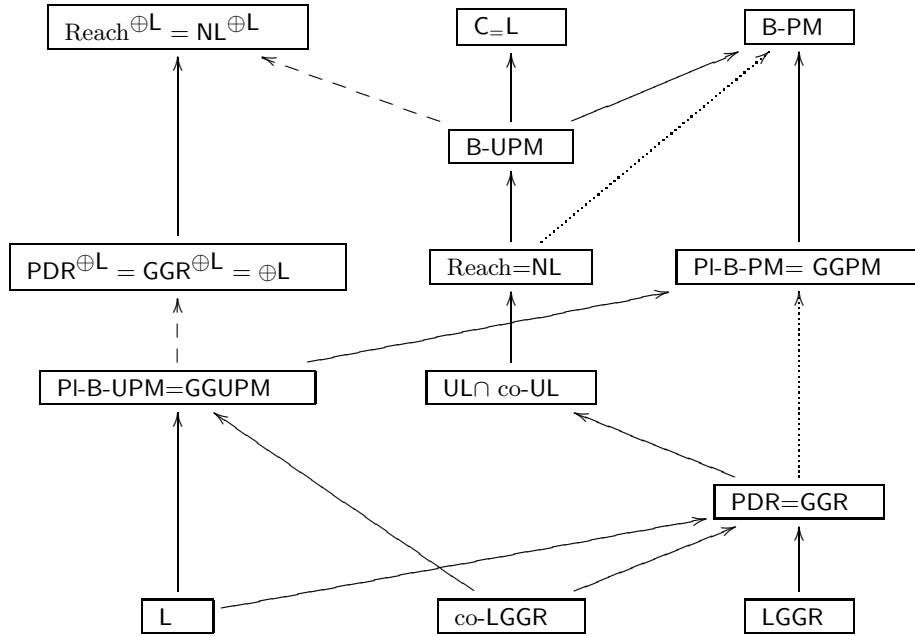 Reach^⊕L = NL^⊕L
C₌L
B-PM
B-UPM
PDR^⊕L = GGR^⊕L = ⊕L
Reach=NL
Pl-B-PM= GGPM
Pl-B-UPM=GGUPM
UL∩ co-UL
PDR=GGR
L
co-LGGR
LGGR